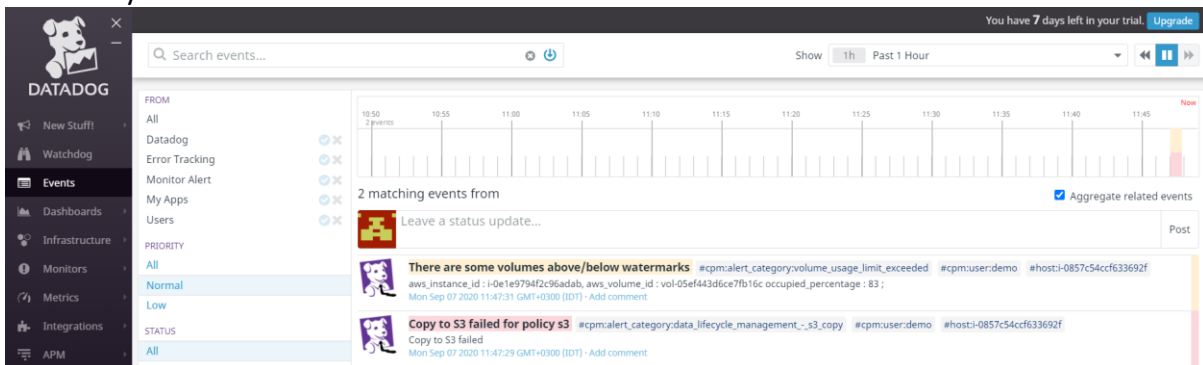 You have 7 days left in your trial. Upgrade
Search events...
Show 1h Past 1 Hour
DATADOG
New Stuff!
Watchdog
Events
Dashboards
Infrastructure
Monitors
Metrics
Integrations
APM
FROM
All
Datadog
Error Tracking
Monitor Alert
My Apps
Users
PRIORITY
All
Normal
Low
STATUS
All
Now
10:50 10:55 11:00 11:05 11:10 11:15 11:20 11:25 11:30 11:35 11:40 11:45
2 events
2 matching events from
Aggregate related events
Leave a status update...
Post
There are some volumes above/below watermarks #cpm:alert_category:volume_usage_limit_exceeded #cpm:user:demo #host:i-0857c54ccf633692f
aws_instance_id : i-0e1e9794f2c96adab, aws_volume_id : vol-05ef443d6ce7fb16c occupied_percentage : 83 ;
Mon Sep 07 2020 11:47:31 GMT+0300 (IDT) · Add comment
Copy to S3 failed for policy s3 #cpm:alert_category:data_lifecycle_management_-_s3_copy #cpm:user:demo #host:i-0857c54ccf633692f
Copy to S3 failed
Mon Sep 07 2020 11:47:29 GMT+0300 (IDT) · Add comment